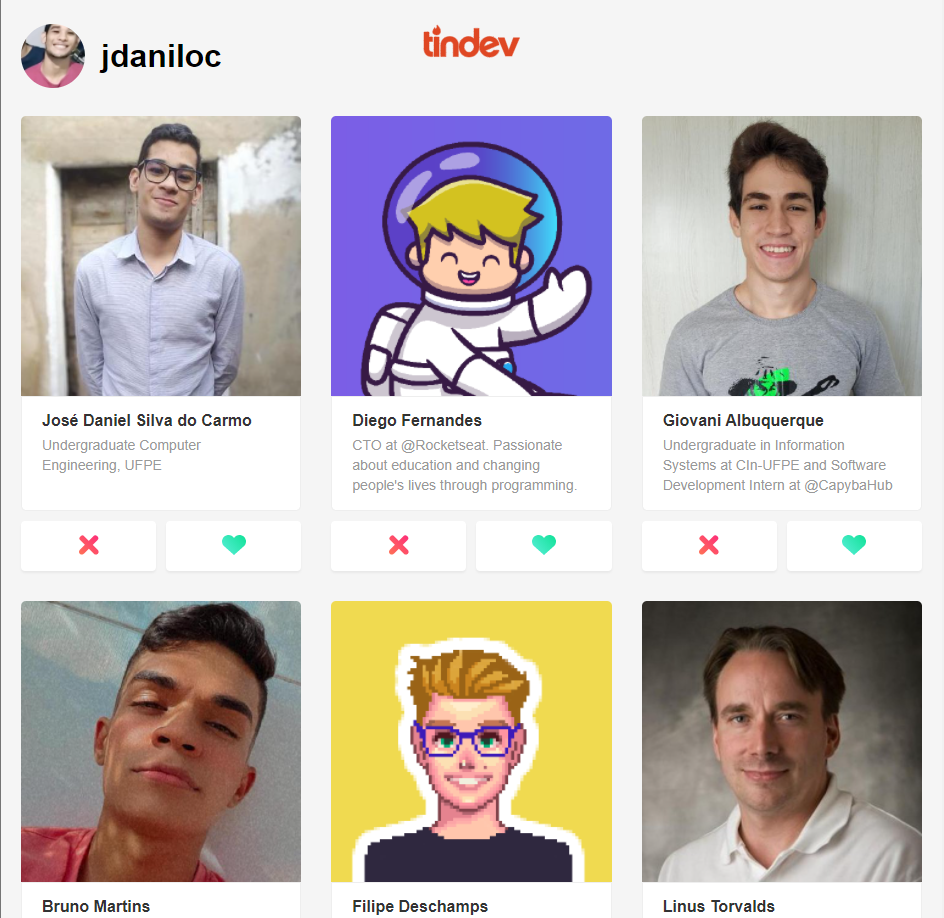 jdaniloc
tindev
José Daniel Silva do Carmo
Undergraduate Computer
Engineering, UFPE
Diego Fernandes
CTO at @Rocketseat. Passionate
about education and changing
people's lives through programming.
Giovani Albuquerque
Undergraduate in Information
Systems at CIn-UFPE and Software
Development Intern at @CapybaHub
Bruno Martins
Filipe Deschamps
Linus Torvalds